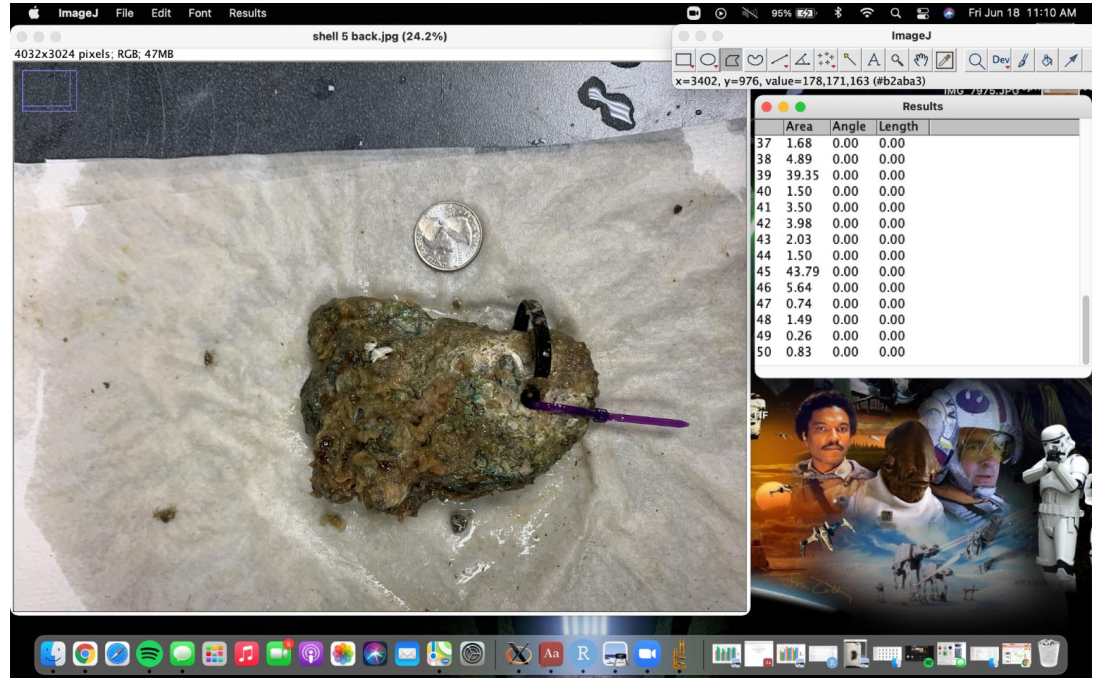 ImageJ File Edit Font Results 95% Fri Jun 18 11:10 AM
shell 5 back.jpg (24.2%)
4032x3024 pixels; RGB; 47MB
ImageJ
Dev
x=3402, y=976, value=178,171,163 (#b2aba3)
IMG_7975.JPG
Results
Area Angle Length
37 1.68 0.00 0.00
38 4.89 0.00 0.00
39 39.35 0.00 0.00
40 1.50 0.00 0.00
41 3.50 0.00 0.00
42 3.98 0.00 0.00
43 2.03 0.00 0.00
44 1.50 0.00 0.00
45 43.79 0.00 0.00
46 5.64 0.00 0.00
47 0.74 0.00 0.00
48 1.49 0.00 0.00
49 0.26 0.00 0.00
50 0.83 0.00 0.00
Aa R